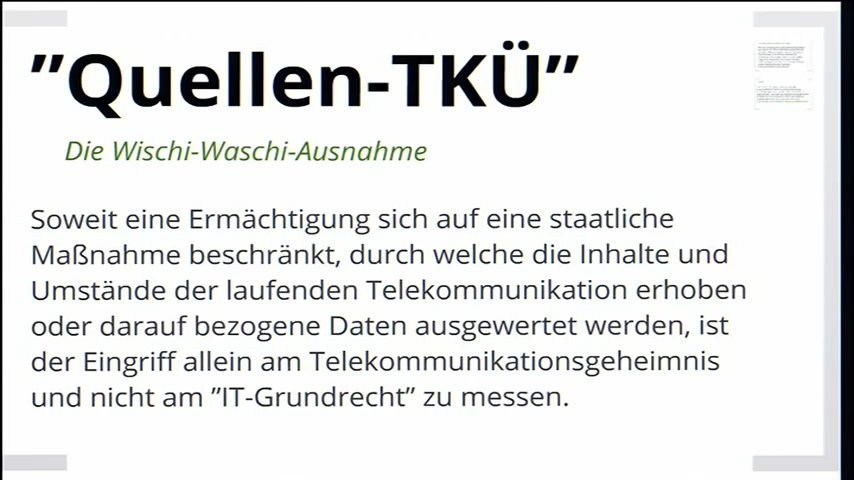 ”Quellen-TKÜ”
Die Wischi-Waschi-Ausnahme
Soweit eine Ermächtigung sich auf eine staatliche
Maßnahme beschränkt, durch welche die Inhalte und
Umstände der laufenden Telekommunikation erhoben
oder darauf bezogene Daten ausgewertet werden, ist
der Eingriff allein am Telekommunikationsgeheimnis
und nicht am ”IT-Grundrecht” zu messen.